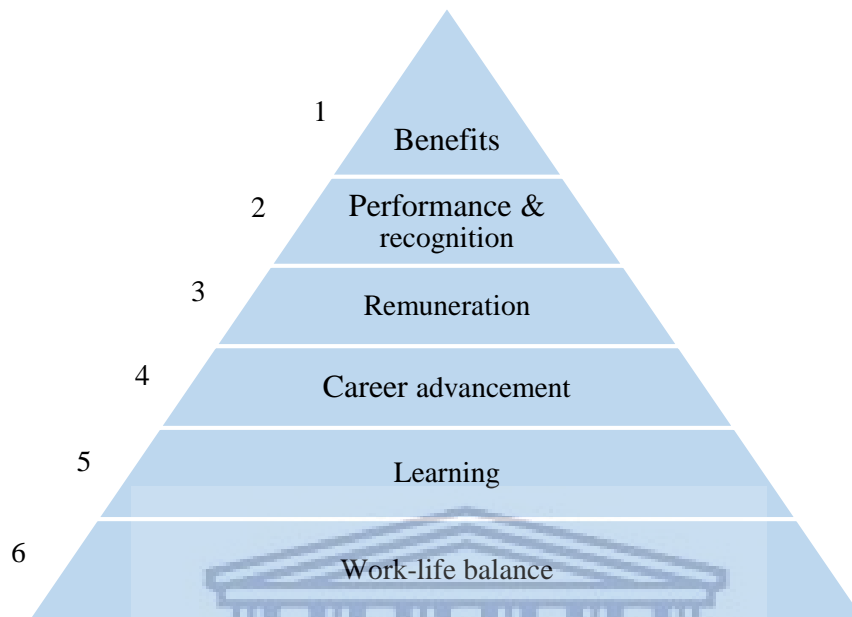 1
Benefits
2
Performance &
recognition
3
Remuneration
4
Career advancement
5
Learning
6
Work-life balance